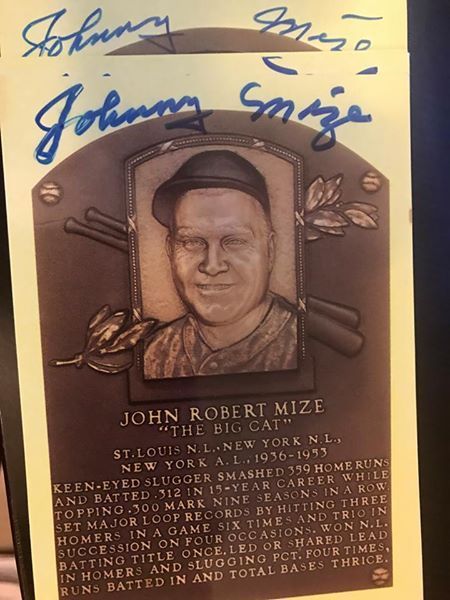 Johnny Mize
Johnny Mize
JOHN ROBERT MIZE
"THE BIG CAT"
ST. LOUIS N.L., NEW YORK N.L.,
NEW YORK A.L., 1936-1953
KEEN-EYED SLUGGER SMASHED 359 HOME RUNS
AND BATTED .312 IN 15-YEAR CAREER WHILE
TOPPING .300 MARK NINE SEASONS IN A ROW
SET MAJOR LOOP RECORDS BY HITTING THREE
HOMERS IN A GAME SIX TIMES AND TRIO IN
SUCCESSION ON FOUR OCCASIONS. WON N.L.
BATTING TITLE ONCE, LED OR SHARED LEAD
IN HOMERS AND SLUGGING PCT. FOUR TIMES,
RUNS BATTED IN AND TOTAL BASES THRICE.